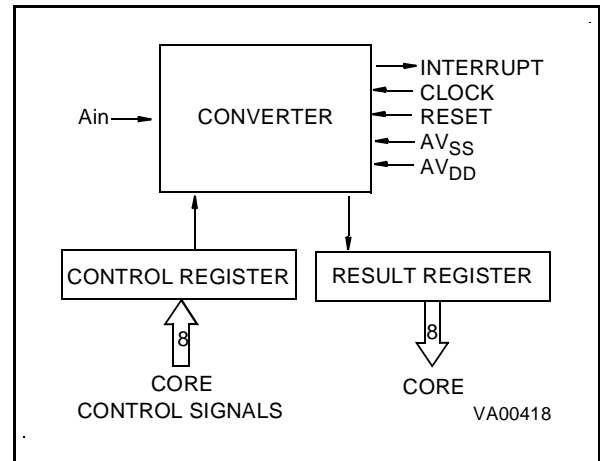 INTERRUPT
CLOCK
Ain
CONVERTER
RESET
AVSS
AVDD
CONTROL REGISTER
RESULT REGISTER
8
8
CORE
CONTROL SIGNALS
CORE
VA00418